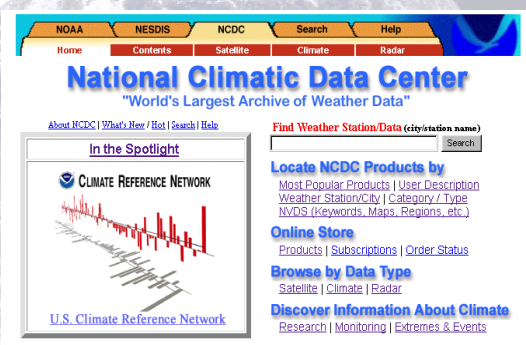 NOAA NESDIS NCDC Search Help
Home Contents Satellite Climate Radar
National Climatic Data Center
"World's Largest Archive of Weather Data"
About NCDC | What's New / Hot | Search | Help
In the Spotlight
CLIMATE REFERENCE NETWORK
U.S. Climate Reference Network
Find Weather Station/Data (city/station name)
Search
Locate NCDC Products by
Most Popular Products | User Description
Weather Station/City | Category / Type
NVDS (Keywords, Maps, Regions, etc.)
Online Store
Products | Subscriptions | Order Status
Browse by Data Type
Satellite | Climate | Radar
Discover Information About Climate
Research | Monitoring | Extremes & Events